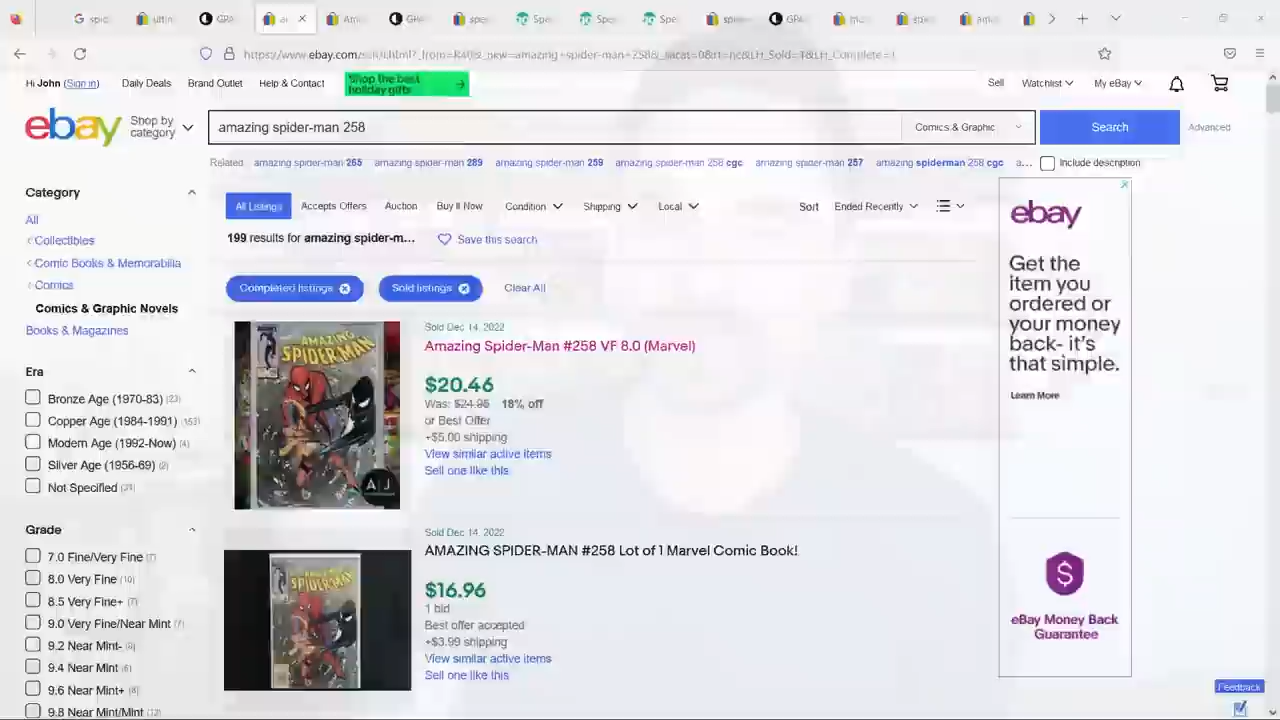 Hi John (Sign in)
Daily Deals
Brand Outlet
Help & Contact
Shop the best
holiday gifts
Sell
Watchlist
My eBay
ebay
Shop by
category
amazing spider-man 258
Comics & Graphic
Search
Advanced
Related
amazing spider-man 265
amazing spider-man 289
amazing spider-man 259
amazing spider-man 258 cgc
amazing spider-man 257
amazing spiderman 258 cgc
a...
Include description
Category
All
Collectibles
Comic Books & Memorabilia
Comics
Comics & Graphic Novels
Books & Magazines
Era
Bronze Age (1970-83) (23)
Copper Age (1984-1991) (153)
Modern Age (1992-Now) (4)
Silver Age (1956-69) (2)
Not Specified
Grade
7.0 Fine/Very Fine
8.0 Very Fine (10)
8.5 Very Fine+
9.0 Very Fine/Near Mint
9.2 Near Mint-
9.4 Near Mint
9.6 Near Mint+
9.8 Near Mint/Mint
All Listings
Accepts Offers
Auction
Buy It Now
Condition
Shipping
Local
Sort
Ended Recently
199 results for amazing spider-m...
Save this search
Completed listings
Sold listings
Clear All
Sold Dec 14, 2022
Amazing Spider-Man #258 VF 8.0 (Marvel)
$20.46
Was: $24.95 18% off
or Best Offer
+$5.00 shipping
View similar active items
Sell one like this
AMAZING
SPIDER-MAN
A|J
Sold Dec 14, 2022
AMAZING SPIDER-MAN #258 Lot of 1 Marvel Comic Book!
$16.96
1 bid
Best offer accepted
+$3.99 shipping
View similar active items
Sell one like this
SPIDER-MAN
ebay
Get the
item you
ordered or
your money
back- it's
that simple.
Learn More
eBay Money Back
Guarantee
Feedback